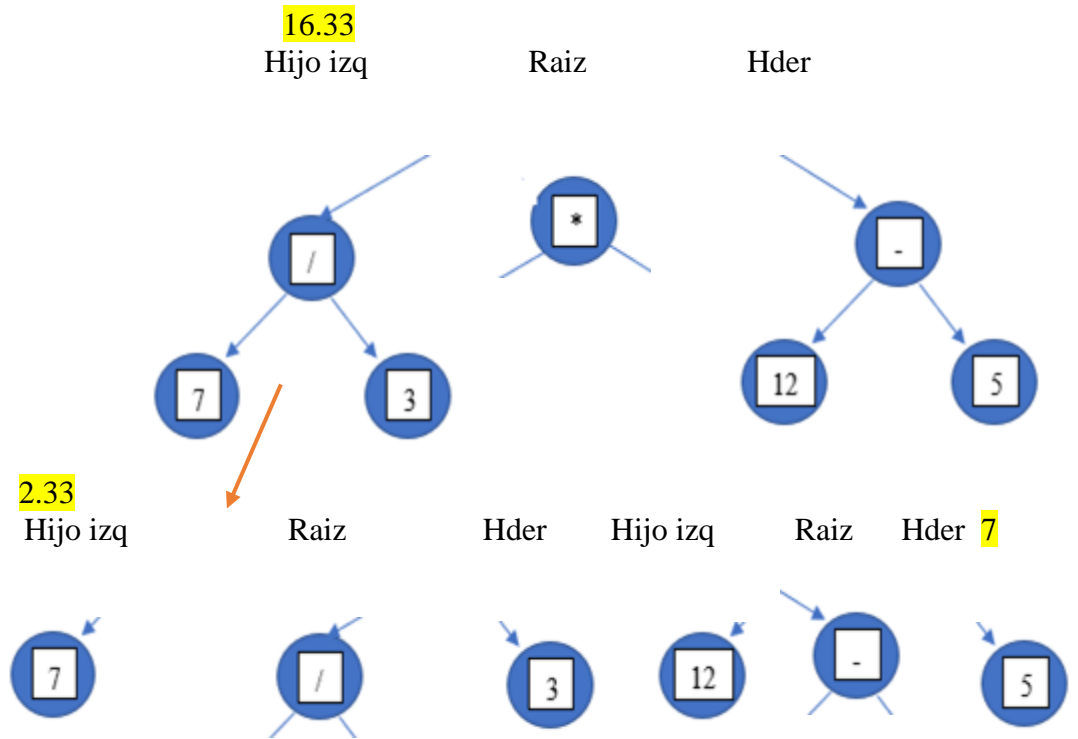 16.33
Hijo izq Raiz Hder
/ * -
7 3 12 5
2.33
Hijo izq Raiz Hder Hijo izq Raiz Hder 7
7 / 3 12 - 5